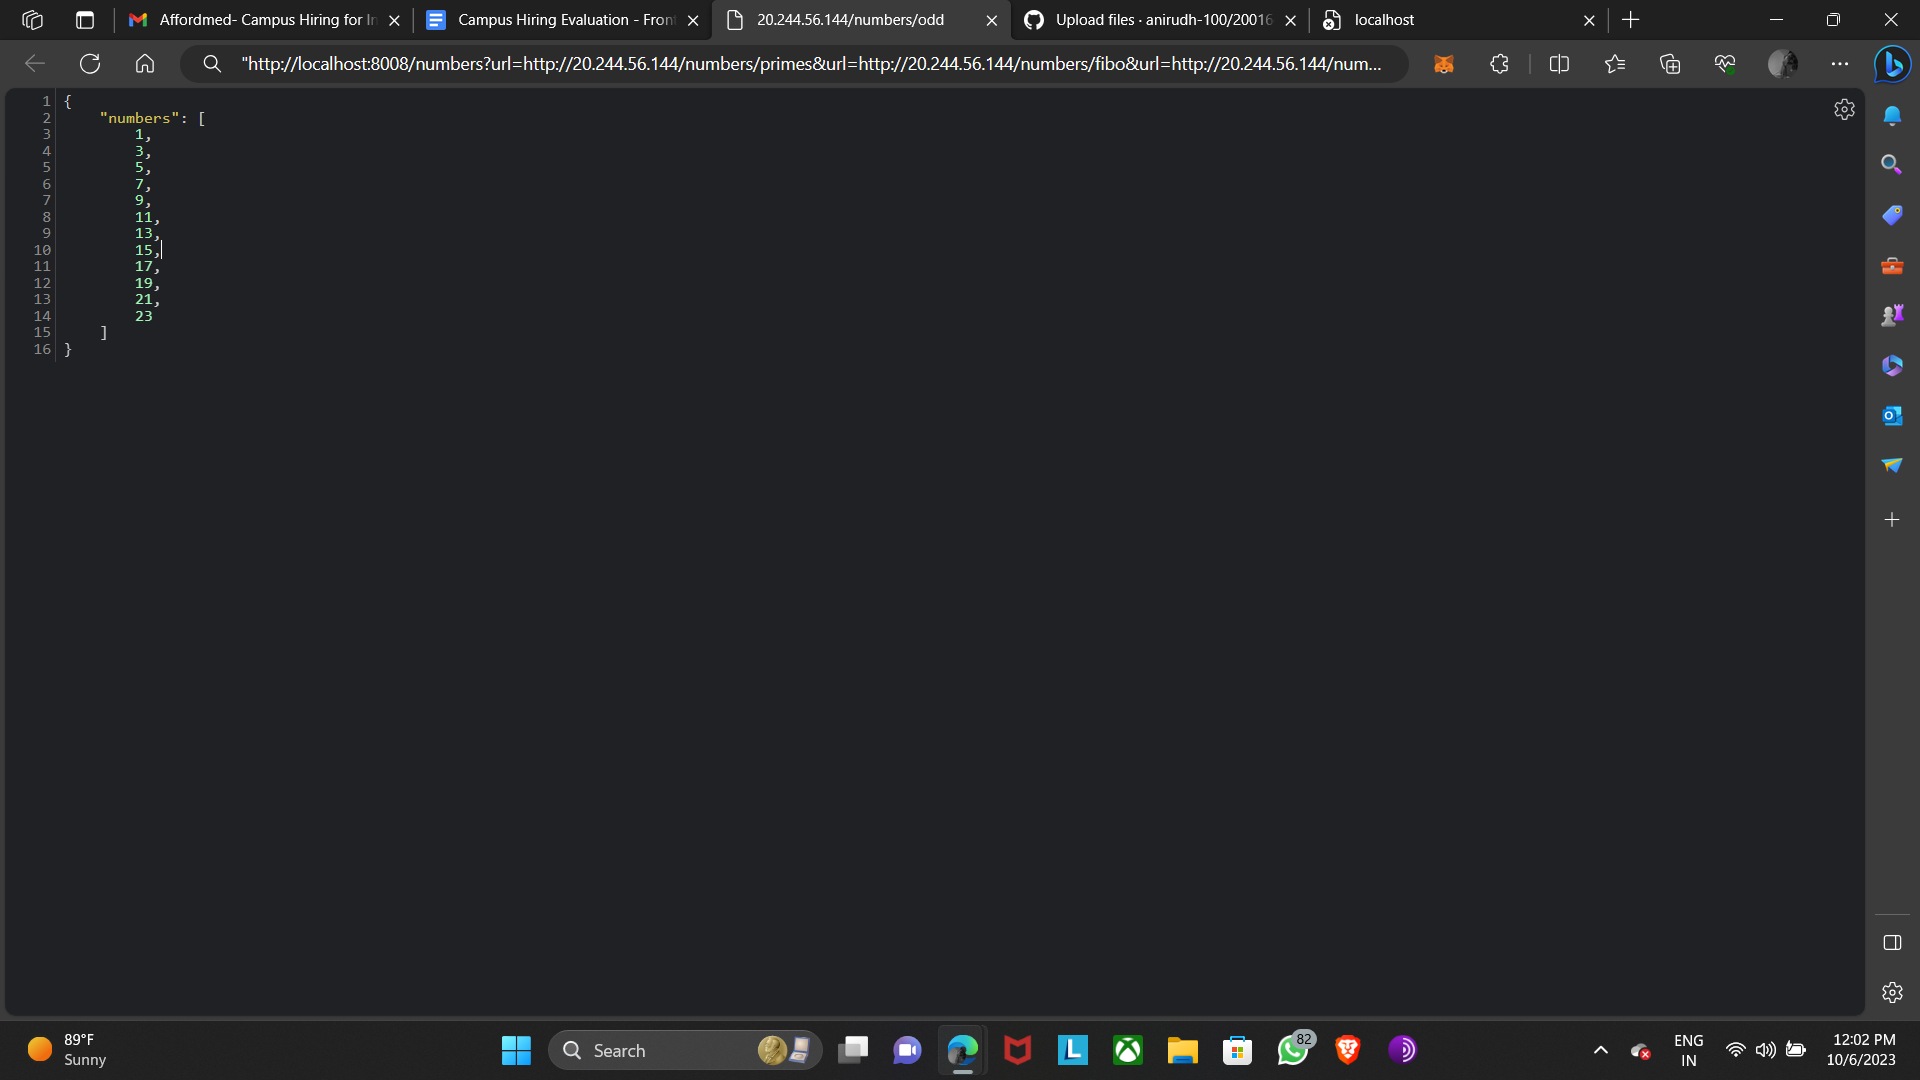 Affordmed- Campus Hiring for In
Campus Hiring Evaluation - Front
20.244.56.144/numbers/odd
Upload files · anirudh-100/20016
localhost
"http://localhost:8008/numbers?url=http://20.244.56.144/numbers/primes&url=http://20.244.56.144/numbers/fibo&url=http://20.244.56.144/num...
1 {
2 "numbers": [
3 1,
4 3,
5 5,
6 7,
7 9,
8 11,
9 13,
10 15,
11 17,
12 19,
13 21,
14 23
15 ]
16 }
89°F
Sunny
Search
82
ENG
IN
12:02 PM
10/6/2023